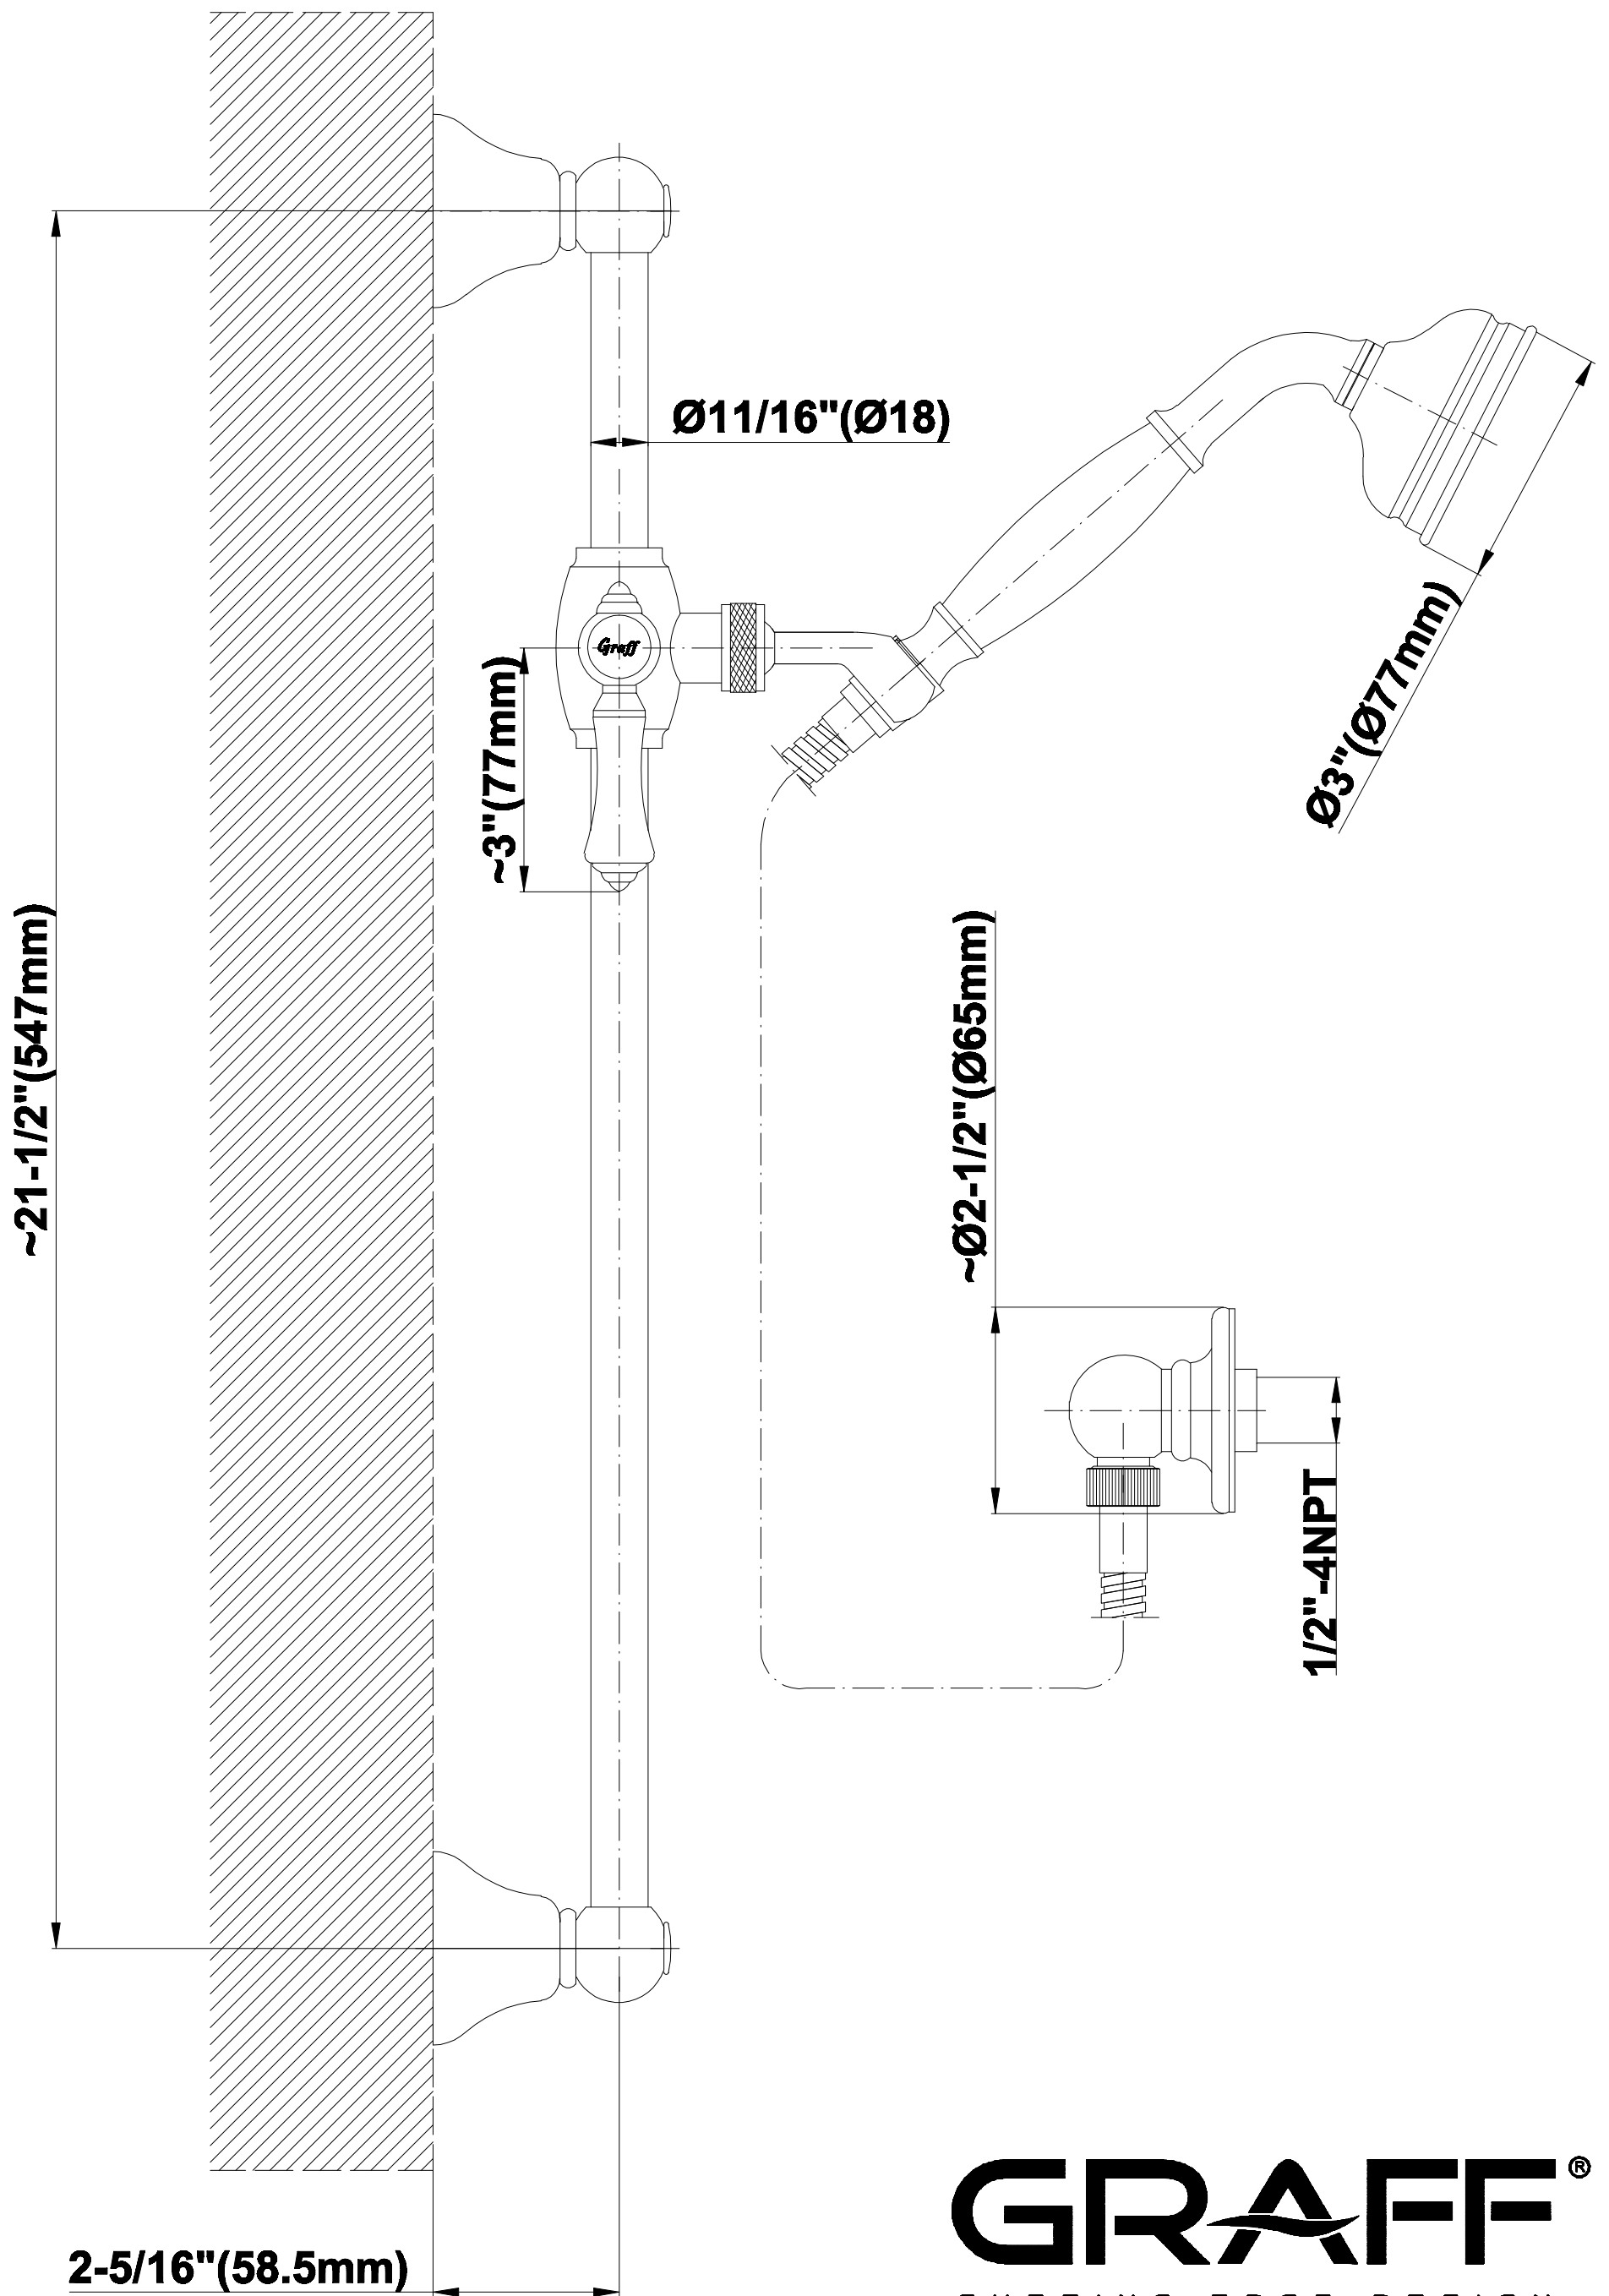 Ø11/16"(Ø18)
Graff
~3"(77mm)
Ø3"(Ø77mm)
~21-1/2"(547mm)
~Ø2-1/2"(Ø65mm)
1/2"-4NPT
GRAFF®
2-5/16"(58.5mm)